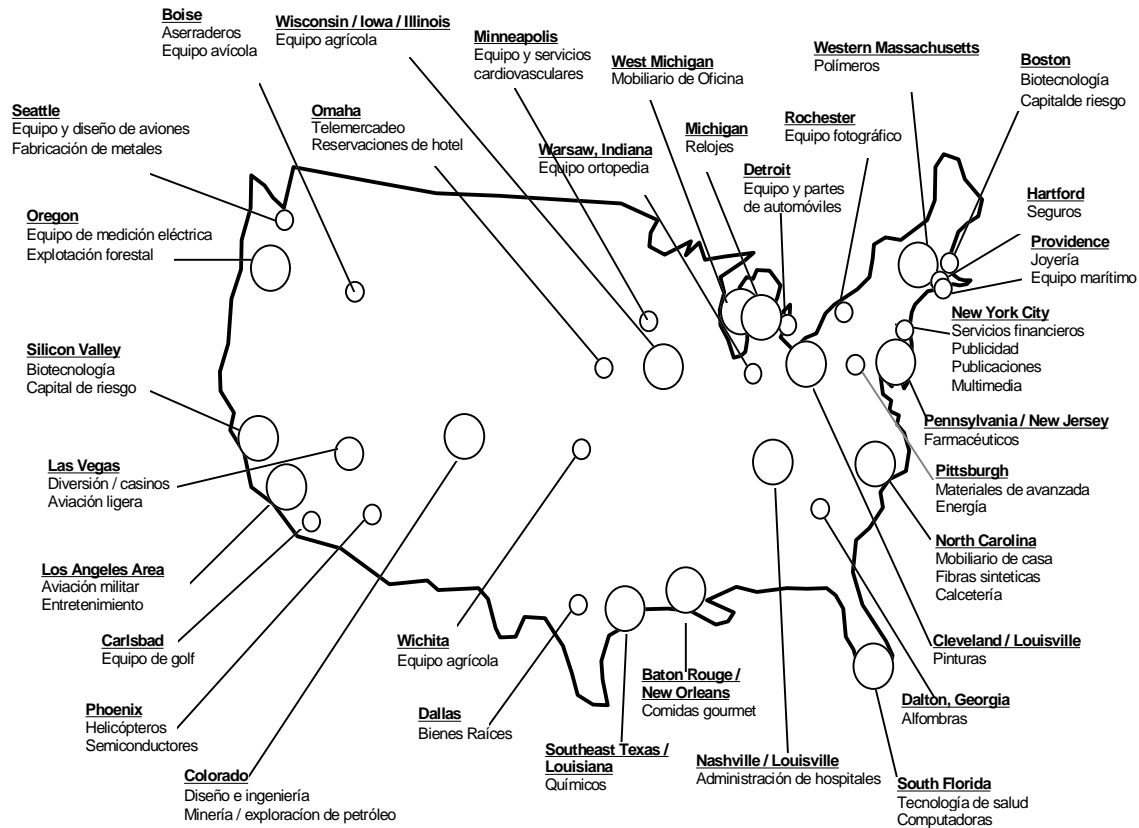 Boise
Aserraderos
Equipo avícola
Wisconsin / Iowa / Illinois
Equipo agrícola
Minneapolis
Equipo y servicios
cardiovasculares
West Michigan
Mobiliario de Oficina
Western Massachusetts
Polímeros
Boston
Biotecnología
Capitalde riesgo
Seattle
Equipo y diseño de aviones
Fabricación de metales
Omaha
Telemercadeo
Reservaciones de hotel
Warsaw, Indiana
Equipo ortopedia
Michigan
Relojes
Rochester
Equipo fotográfico
Detroit
Equipo y partes
de automóviles
Hartford
Seguros
Providence
Joyería
Equipo marítimo
Oregon
Equipo de medición eléctrica
Explotación forestal
New York City
Servicios financieros
Publicidad
Publicaciones
Multimedia
Silicon Valley
Biotecnología
Capital de riesgo
Pennsylvania / New Jersey
Farmacéuticos
Las Vegas
Diversión / casinos
Aviación ligera
Pittsburgh
Materiales de avanzada
Energía
North Carolina
Mobiliario de casa
Fibras sinteticas
Calcetería
Los Angeles Area
Aviación militar
Entretenimiento
Carlsbad
Equipo de golf
Wichita
Equipo agrícola
Cleveland / Louisville
Pinturas
Baton Rouge /
New Orleans
Comidas gourmet
Dalton, Georgia
Alfombras
Phoenix
Helicópteros
Semiconductores
Dallas
Bienes Raíces
Southeast Texas /
Louisiana
Químicos
Nashville / Louisville
Administración de hospitales
Colorado
Diseño e ingeniería
Minería / exploracion de petróleo
South Florida
Tecnología de salud
Computadoras